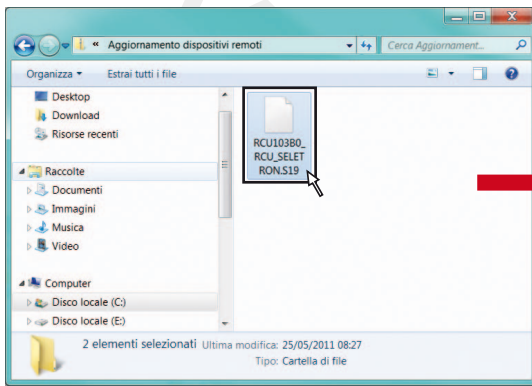 « Aggiornamento dispositivi remoti
Cerca Aggiornament...
Organizza
Estrai tutti i file
Desktop
Download
Risorse recenti
Raccolte
Documenti
Immagini
Musica
Video
Computer
Disco locale (C:)
Disco locale (E:)
RCU103B0_
RCU_SELET
RON.S19
2 elementi selezionati Ultima modifica: 25/05/2011 08:27
Tipo: Cartella di file